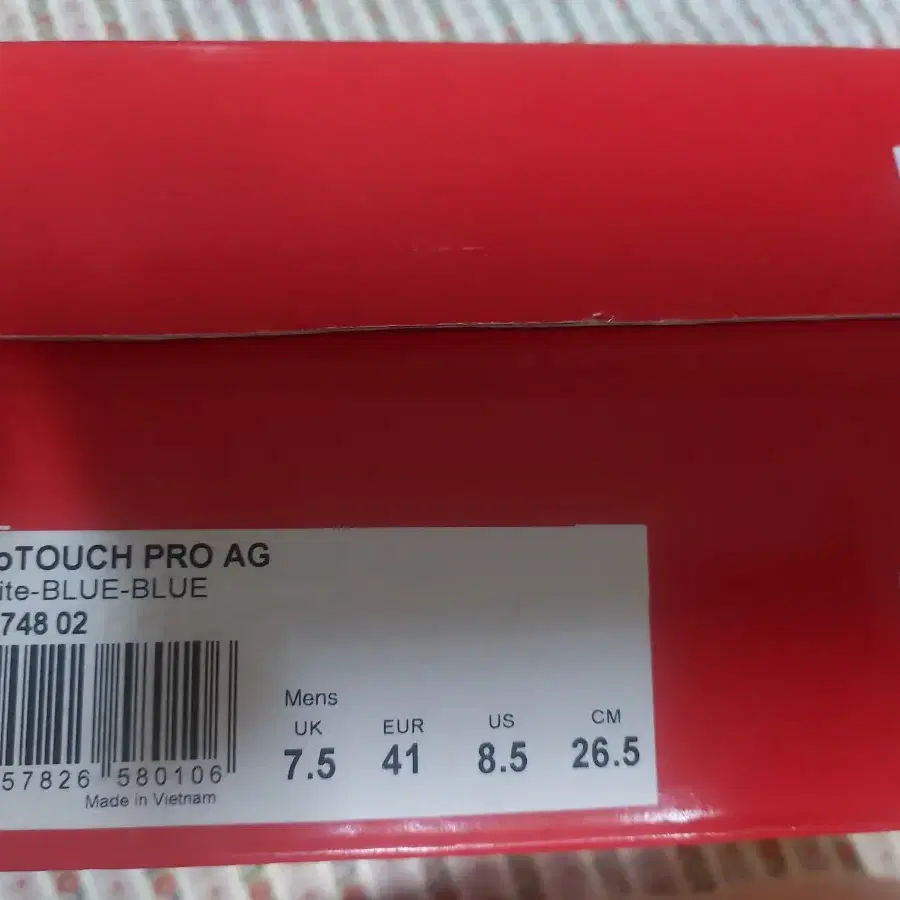 oTOUCH PRO AG
ite-BLUE-BLUE
748 02
57826 580106
Made in Vietnam
Mens
UK EUR US CM
7.5 41 8.5 26.5